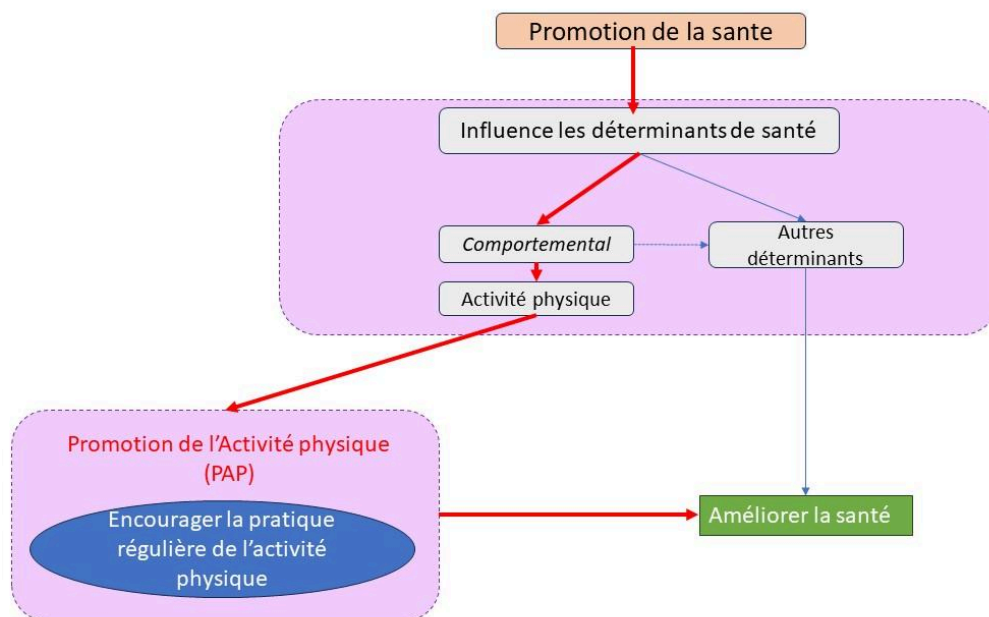 Promotion de la sante
Influence les déterminants de santé
Comportemental
Autres
déterminants
Activité physique
Promotion de l’Activité physique
(PAP)
Encourager la pratique
régulière de l’activité
physique
Améliorer la santé